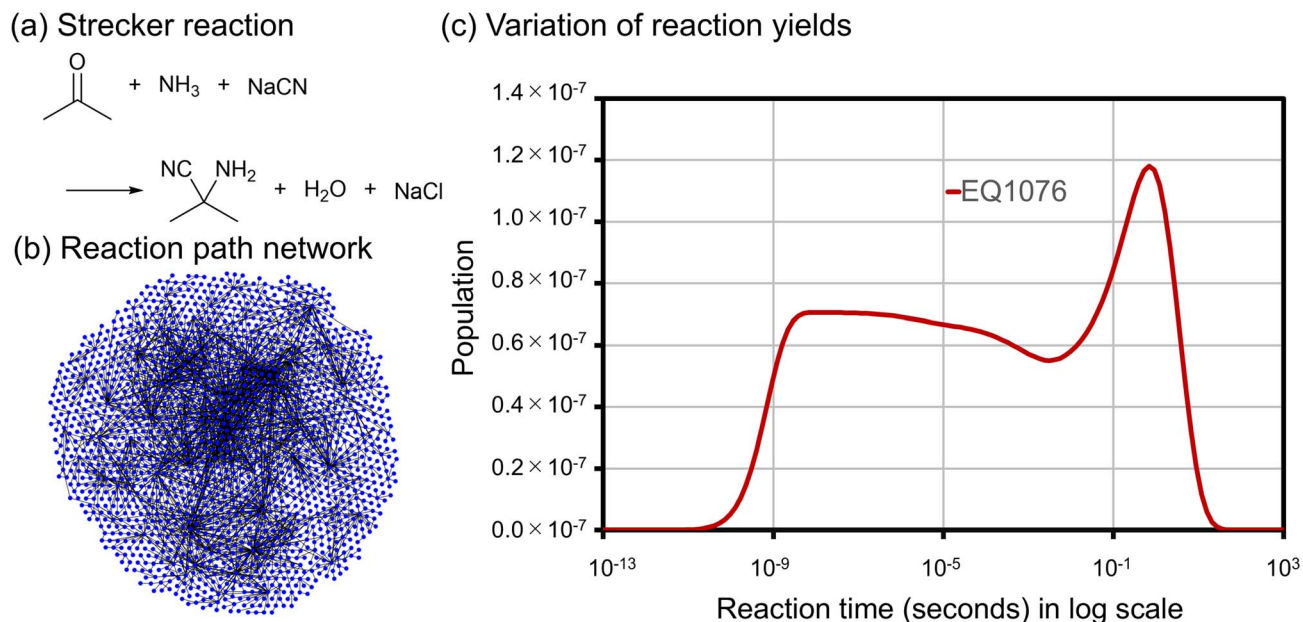 (a) Strecker reaction
O
+ NH₃ + NaCN
NC NH₂
+ H₂O + NaCl
(b) Reaction path network
(c) Variation of reaction yields
Population
1.4 × 10⁻⁷
1.2 × 10⁻⁷
1.0 × 10⁻⁷
0.8 × 10⁻⁷
0.6 × 10⁻⁷
0.4 × 10⁻⁷
0.2 × 10⁻⁷
0.0 × 10⁻⁷
EQ1076
10⁻¹³ 10⁻⁹ 10⁻⁵ 10⁻¹ 10³
Reaction time (seconds) in log scale